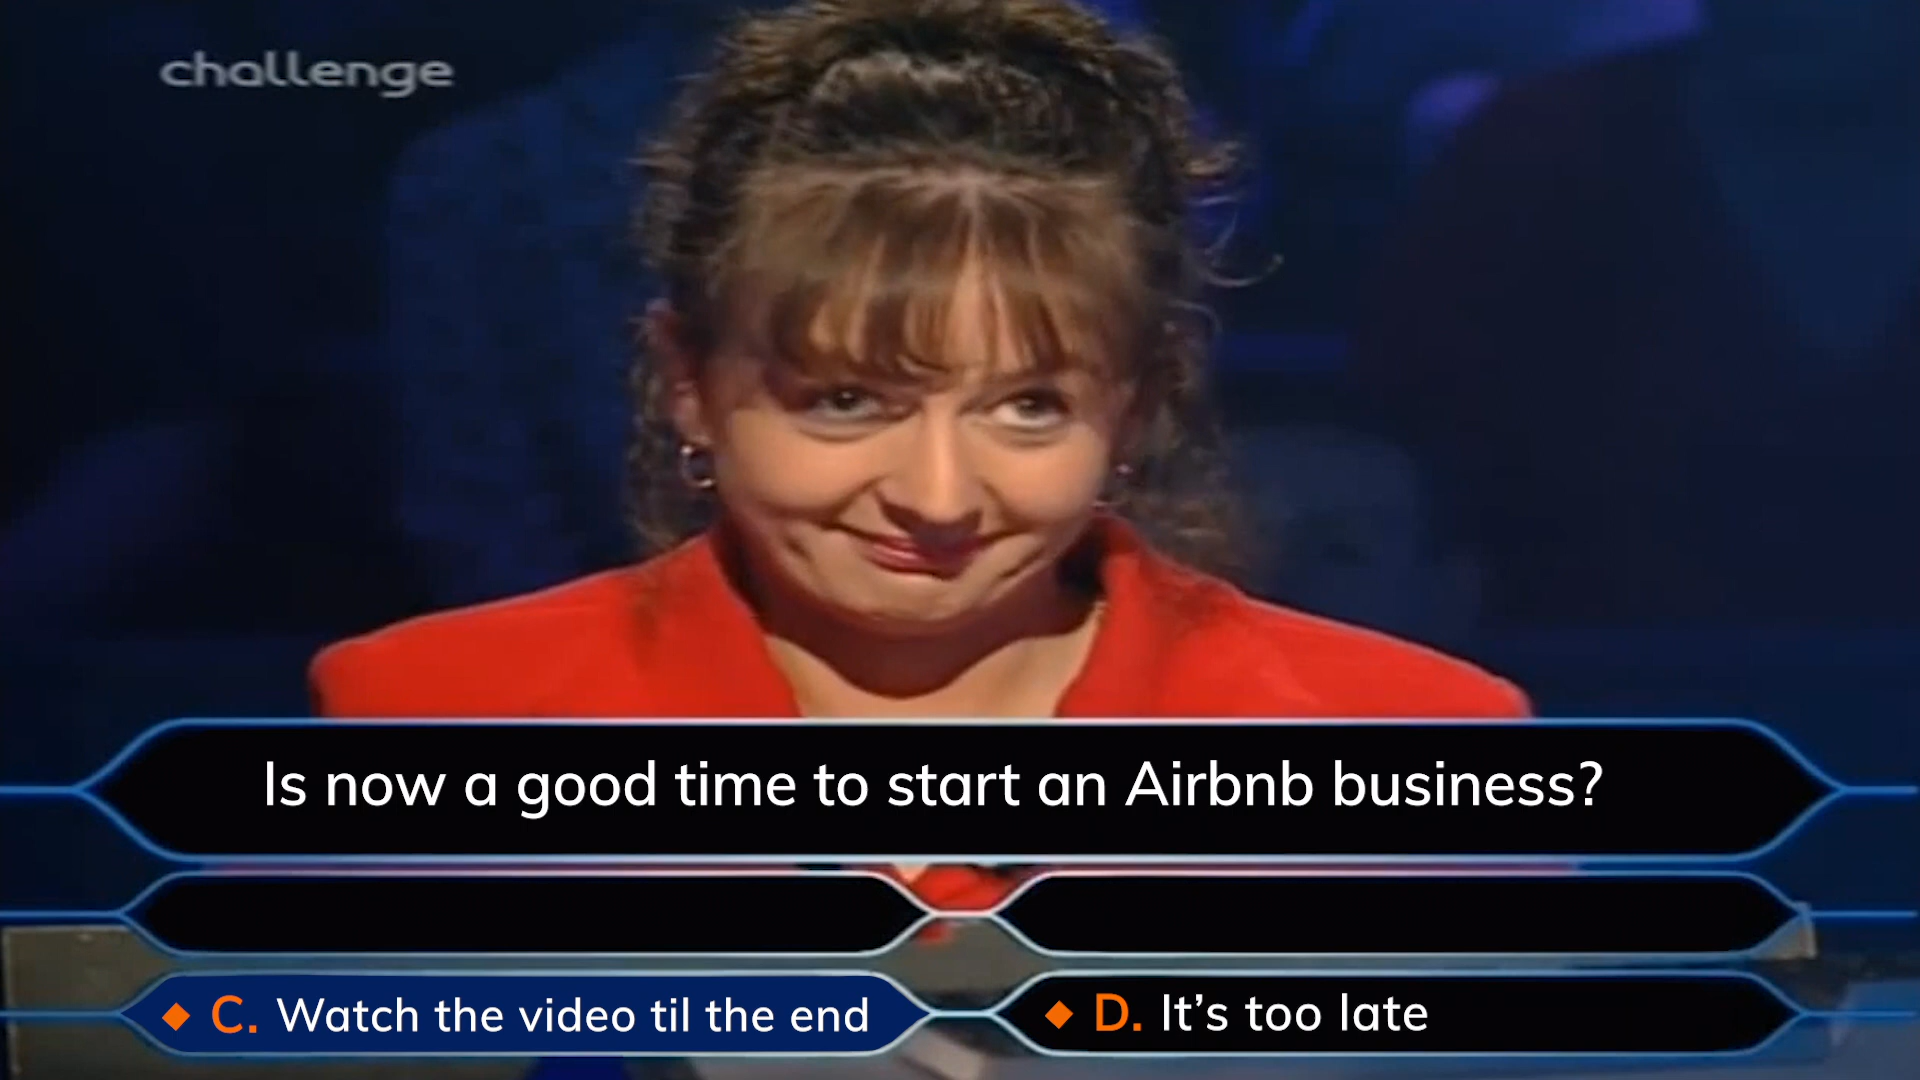 challenge
Is now a good time to start an Airbnb business?
C. Watch the video til the end
D. It’s too late